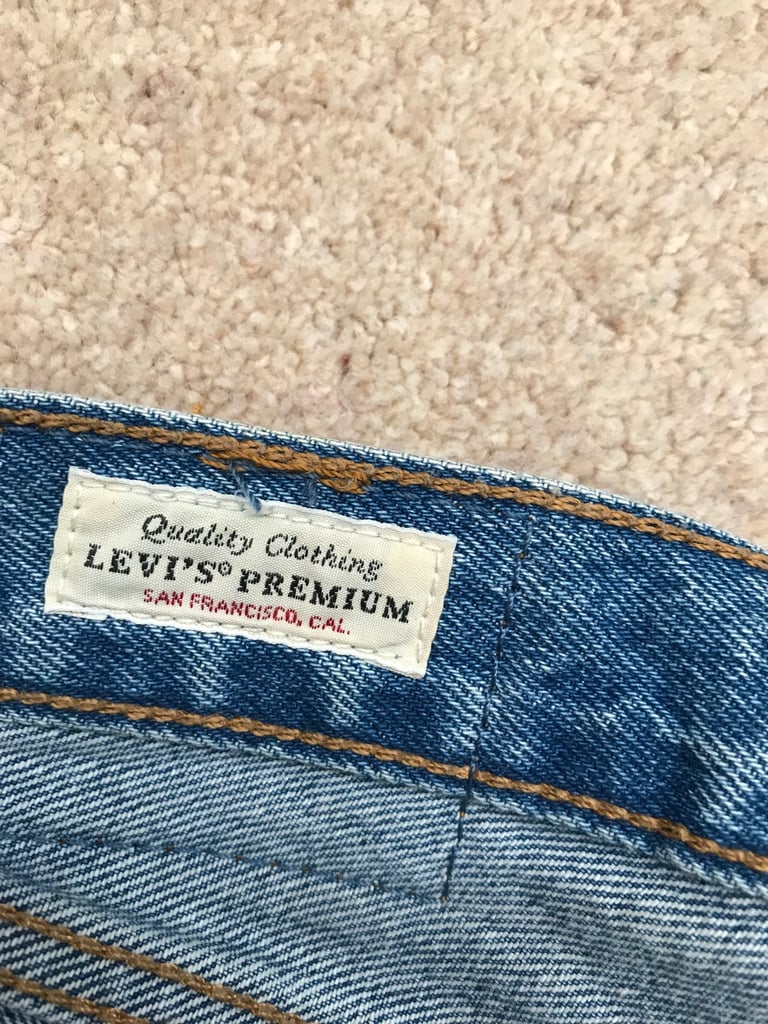 Quality Clothing
LEVI'S® PREMIUM
SAN FRANCISCO, CAL.